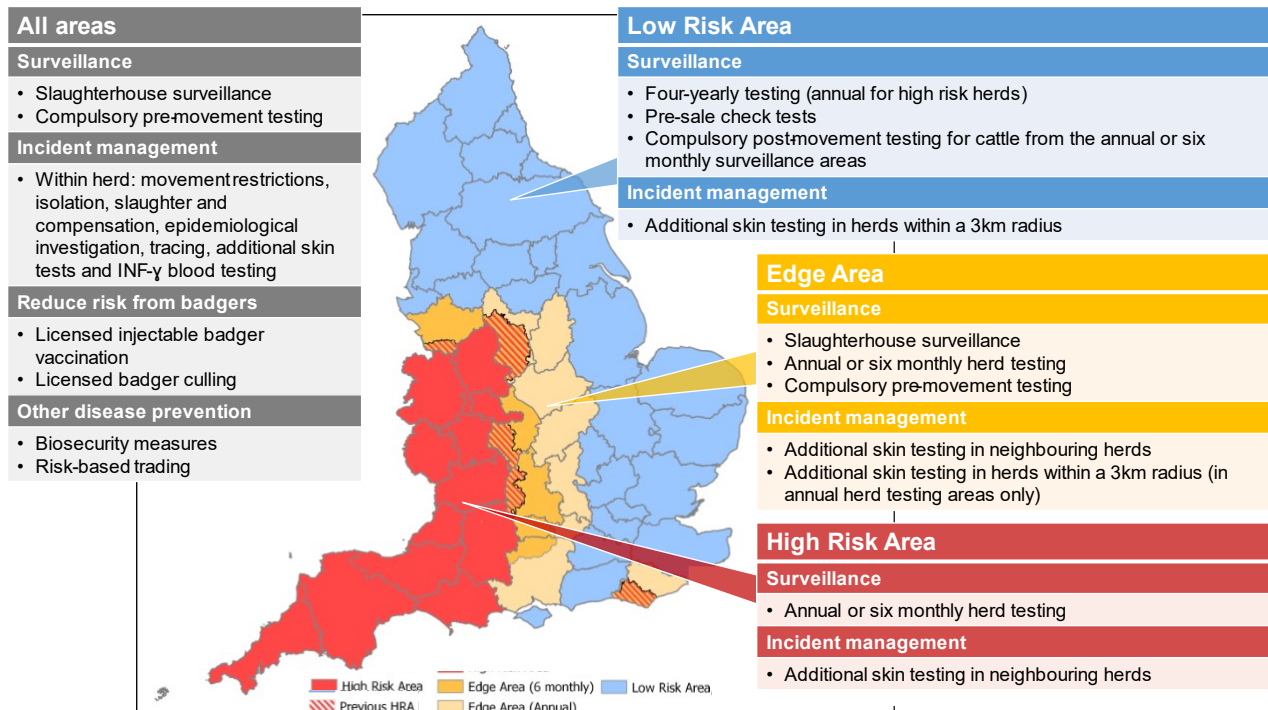 All areas
Surveillance
• Slaughterhouse surveillance
• Compulsory pre-movement testing
Incident management
• Within herd: movement restrictions,
isolation, slaughter and
compensation, epidemiological
investigation, tracing, additional skin
tests and INF-ɣ blood testing
Reduce risk from badgers
• Licensed injectable badger
vaccination
• Licensed badger culling
Other disease prevention
• Biosecurity measures
• Risk-based trading
Low Risk Area
Surveillance
• Four-yearly testing (annual for high risk herds)
• Pre-sale check tests
• Compulsory post-movement testing for cattle from the annual or six
monthly surveillance areas
Incident management
• Additional skin testing in herds within a 3km radius
Edge Area
Surveillance
• Slaughterhouse surveillance
• Annual or six monthly herd testing
• Compulsory pre-movement testing
Incident management
• Additional skin testing in neighbouring herds
• Additional skin testing in herds within a 3km radius (in
annual herd testing areas only)
High Risk Area
Surveillance
• Annual or six monthly herd testing
Incident management
• Additional skin testing in neighbouring herds
High Risk Area
Edge Area (6 monthly)
Low Risk Area
Previous HRA
Edge Area (Annual)